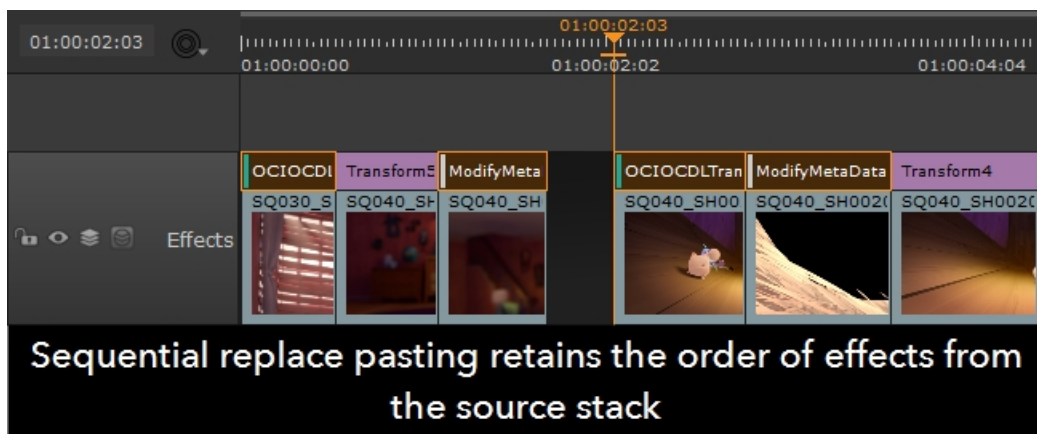 01:00:02:03
01:00:02:03
01:00:00:00 01:00:02:02 01:00:04:04
OCIOCDL Transform5 ModifyMeta OCIOCDLTran ModifyMetaData Transform4
SQ030_S SQ040_SH SQ040_SH SQ040_SH00 SQ040_SH002( SQ040_SH002(
Effects
Sequential replace pasting retains the order of effects from
the source stack